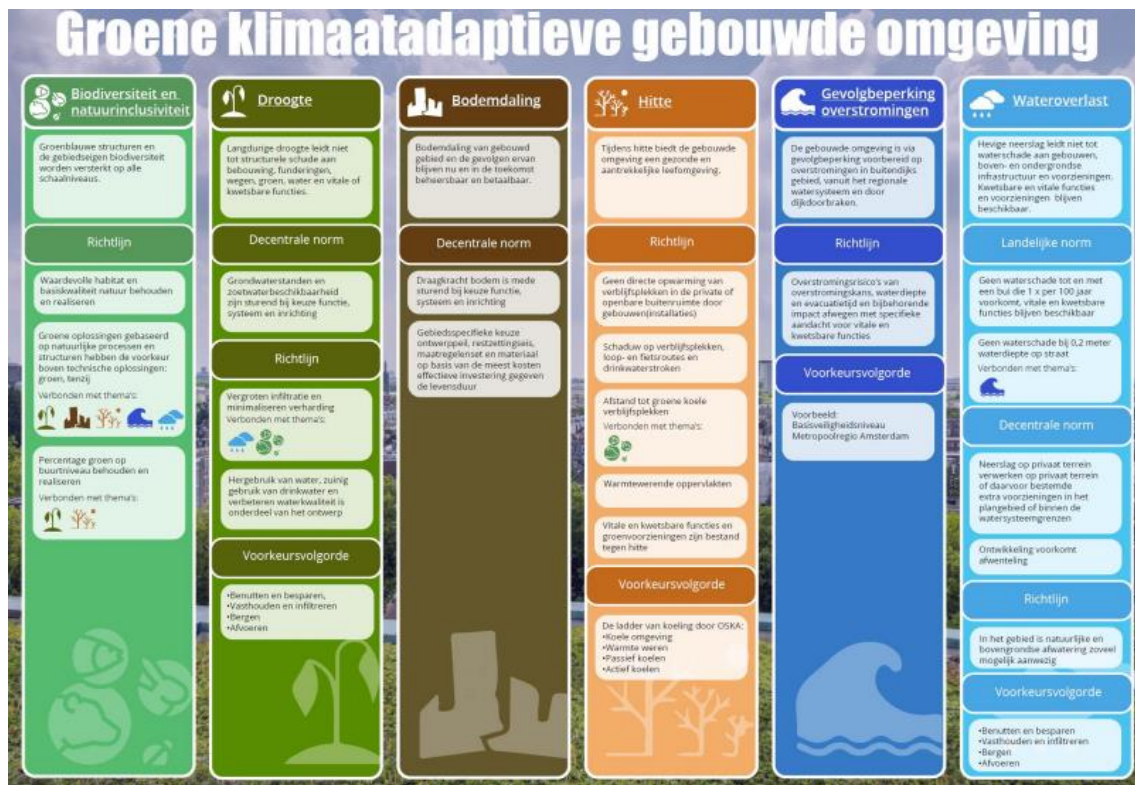 Groene klimaatadaptieve gebouwde omgeving
Biodiversiteit en
natuurinclusiviteit
Groenblauwe structuren en
de gebiedseigen biodiversiteit
worden versterkt op alle
schaalniveaus.
Richtlijn
Waardevolle habitat en
basiskwaliteit natuur behouden
en realiseren
Groene oplossingen gebaseerd
op natuurlijke processen en
structuren hebben de voorkeur
boven technische oplossingen:
groen, tenzij
Verbonden met thema's:
Percentage groen op
buurtniveau behouden en
realiseren
Verbonden met thema's:
Droogte
Langdurige droogte leidt niet
tot structurele schade aan
bebouwing, funderingen,
wegen, groen, water en vitale of
kwetsbare functies.
Decentrale norm
Grondwaterstanden en
zoetwaterbeschikbaarheid
zijn sturend bij keuze functie,
systeem en inrichting
Richtlijn
Vergroten infiltratie en
minimaliseren verharding
Verbonden met thema's:
Hergebruik van water, zuinig
gebruik van drinkwater en
verbeteren waterkwaliteit is
onderdeel van het ontwerp
Voorkeursvolgorde
•Benutten en besparen,
•Vasthouden en infiltreren
•Bergen
•Afvoeren
Bodemdaling
Bodemdaling van gebouwd
gebied en de gevolgen ervan
blijven nu en in de toekomst
beheersbaar en betaalbaar.
Decentrale norm
Draagkracht bodem is mede
sturend bij keuze functie,
systeem en inrichting
Gebiedsspecifieke keuze
ontwerppeil, restzettingseis,
maatregelenset en materiaal
op basis van de meest kosten
effectieve investering gegeven
de levensduur
Hitte
Tijdens hitte biedt de gebouwde
omgeving een gezonde en
aantrekkelijke leefomgeving.
Richtlijn
Geen directe opwarming van
verblijfsplekken in de private of
openbare buitenruimte door
gebouwen(installaties)
Schaduw op verblijfsplekken,
loop- en fietsroutes en
drinkwaterstroken
Afstand tot groene koele
verblijfsplekken
Verbonden met thema's:
Warmtewerende oppervlakten
Vitale en kwetsbare functies en
groenvoorzieningen zijn bestand
tegen hitte
Voorkeursvolgorde
De ladder van koeling door OSKA:
•Koele omgeving
•Warmte weren
•Passief koelen
•Actief koelen
Gevolgbeperking
overstromingen
De gebouwde omgeving is via
gevolgbeperking voorbereid op
overstromingen in buitendijks
gebied, vanuit het regionale
watersysteem en door
dijkdoorbraken.
Richtlijn
Overstromingsrisico's van
overstromingskans, waterdiepte
en evacuatietijd en bijbehorende
impact afwegen met specifieke
aandacht voor vitale en
kwetsbare functies
Voorkeursvolgorde
Voorbeeld:
Basisveiligheidsniveau
Metropoolregio Amsterdam
Wateroverlast
Hevige neerslag leidt niet tot
waterschade aan gebouwen,
boven- en ondergrondse
infrastructuur en voorzieningen.
Kwetsbare en vitale functies
en voorzieningen blijven
beschikbaar.
Landelijke norm
Geen waterschade tot en met
een bui die 1 x per 100 jaar
voorkomt, vitale en kwetsbare
functies blijven beschikbaar
Geen waterschade bij 0,2 meter
waterdiepte op straat
Verbonden met thema's:
Decentrale norm
Neerslag op privaat terrein
verwerken op privaat terrein
of daarvoor bestemde
extra voorzieningen in het
plangebied of binnen de
watersysteemgrenzen
Ontwikkeling voorkomt
afwenteling
Richtlijn
In het gebied is natuurlijke en
bovengrondse afwatering zoveel
mogelijk aanwezig
Voorkeursvolgorde
•Benutten en besparen
•Vasthouden en infiltreren
•Bergen
•Afvoeren